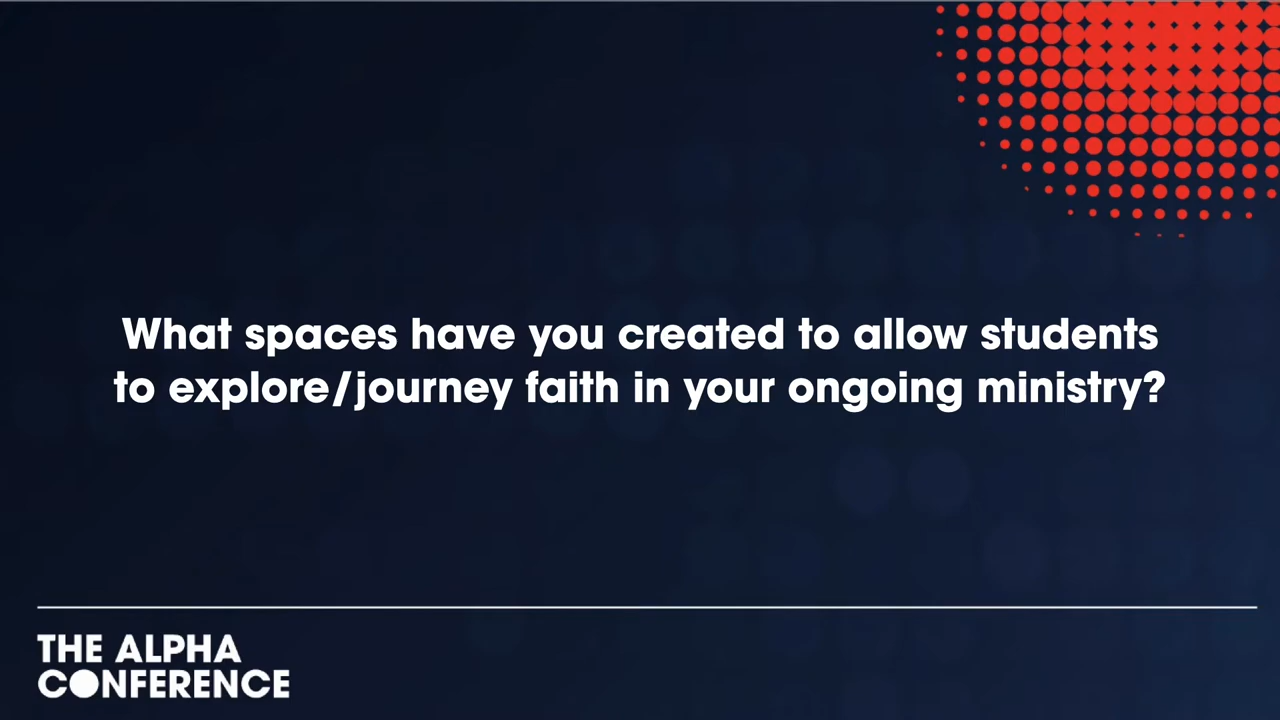 What spaces have you created to allow students
to explore/journey faith in your ongoing ministry?
THE ALPHA
CONFERENCE